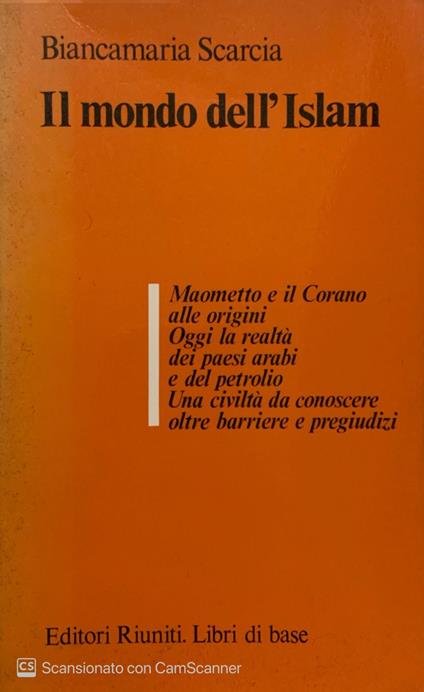 Biancamaria Scarcia
Il mondo dell'Islam
Maometto e il Corano
alle origini
Oggi la realtà
dei paesi arabi
e del petrolio
Una civiltà da conoscere
oltre barriere e pregiudizi
Editori Riuniti. Libri di base
CS Scansionato con CamScanner